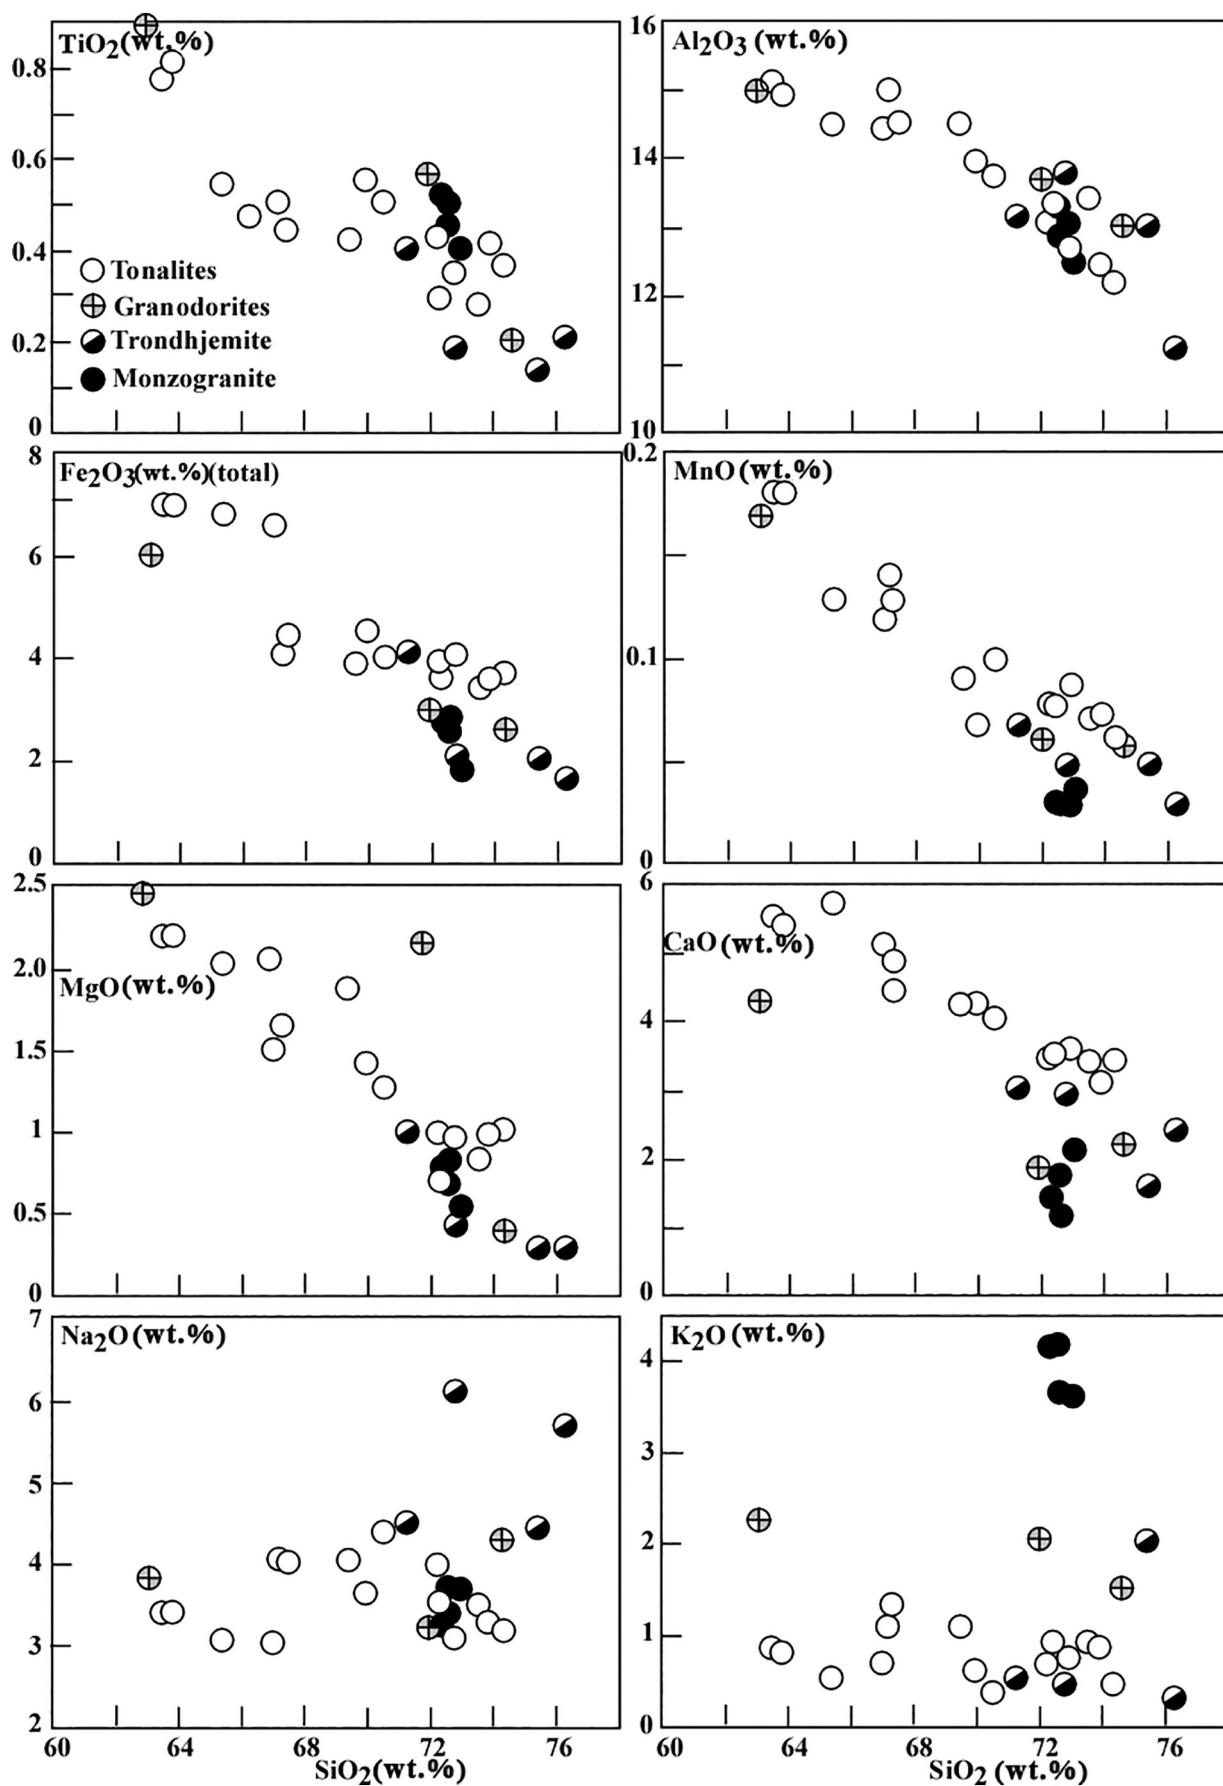 TiO2(wt.%)
0.8
0.6
0.4
0.2
0
Tonalites
Granodorites
Trondhjemite
Monzogranite
Al2O3 (wt.%)
16
14
12
10
Fe2O3(wt.%)(total)
8
6
4
2
0
MnO (wt.%)
0.2
0.1
0
MgO (wt.%)
2.5
2.0
1.5
1
0.5
0
CaO (wt.%)
6
4
2
0
Na2O (wt.%)
7
6
5
4
3
2
60 64 68 72 76
SiO2(wt.%)
K2O (wt.%)
4
3
2
1
0
60 64 68 72 76
SiO2 (wt.%)